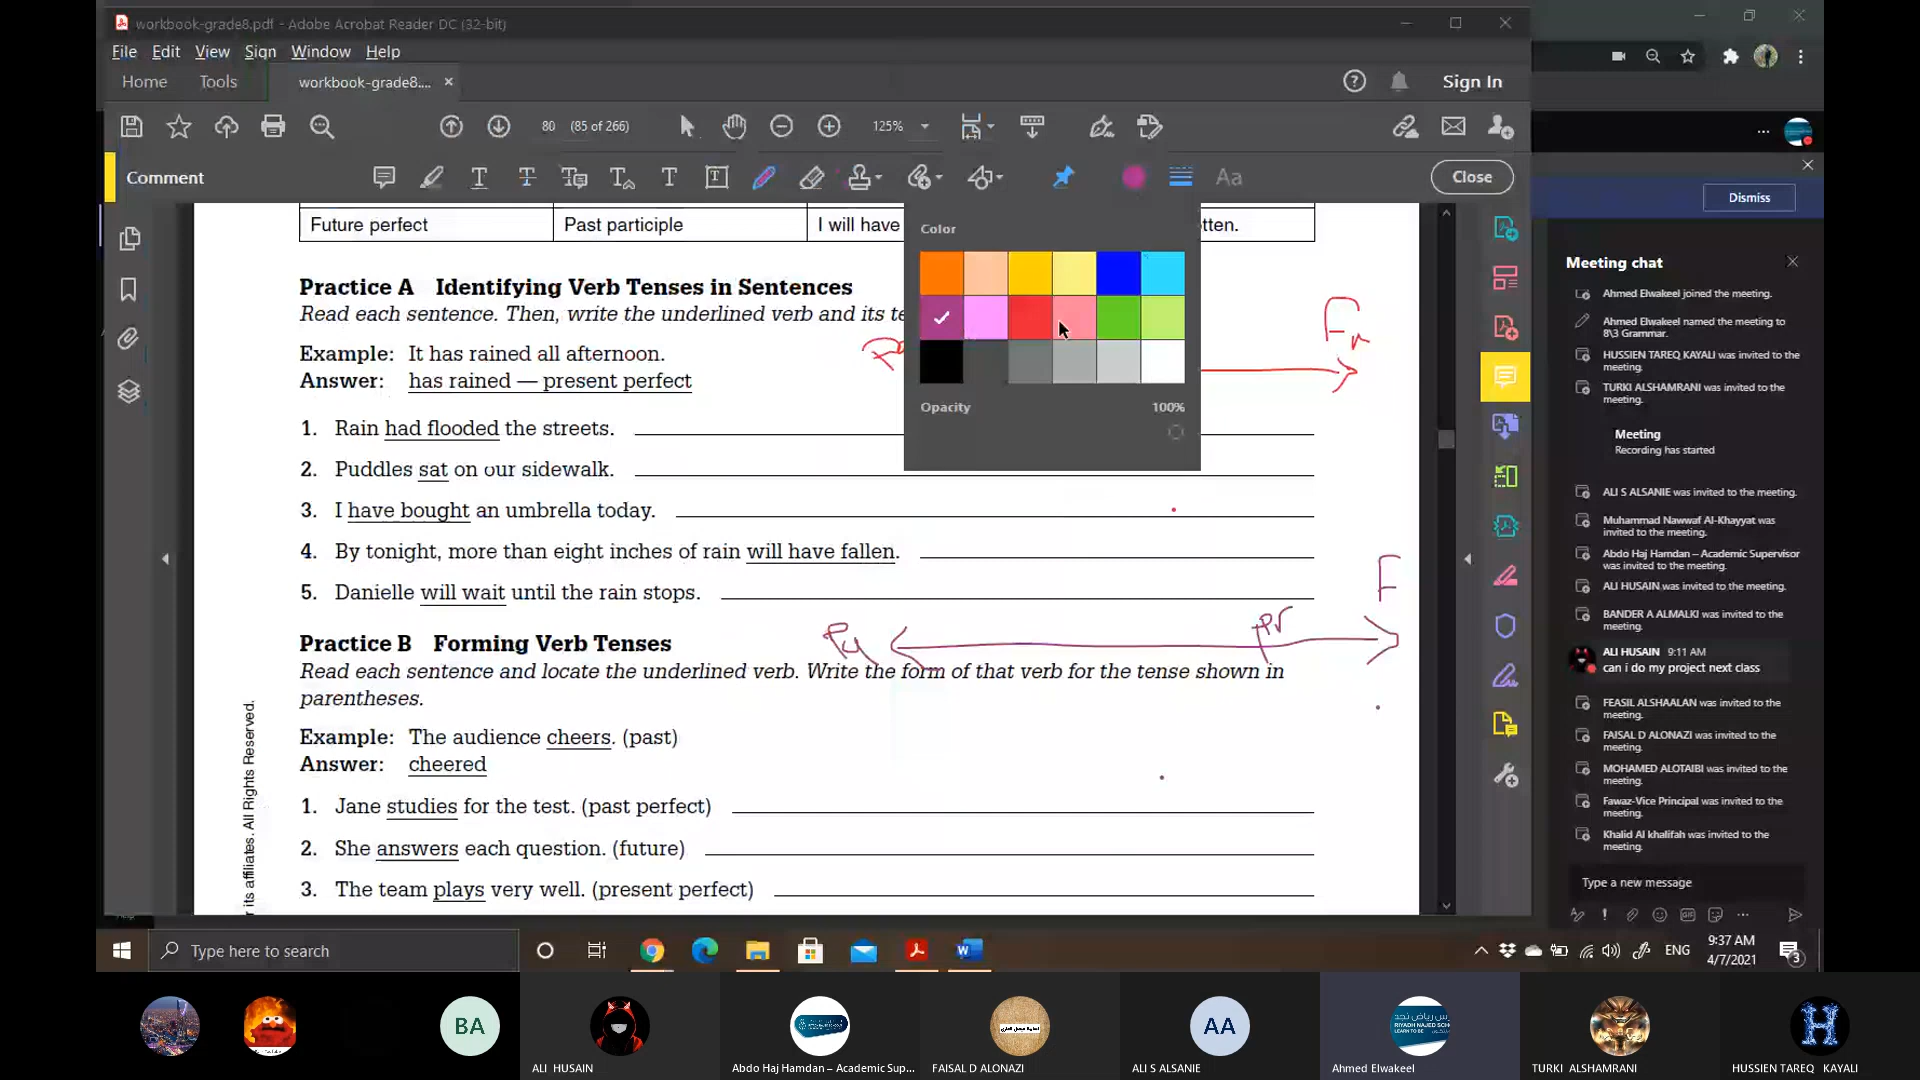 workbook-grade8.pdf - Adobe Acrobat Reader DC (32-bit)
File Edit View Sign Window Help
Home Tools workbook-grade8.... Sign In
80 (85 of 266) 125%
Comment Close
Future perfect Past participle I will have tten.
Practice A Identifying Verb Tenses in Sentences
Read each sentence. Then, write the underlined verb and its te
Example: It has rained all afternoon.
Answer: has rained — present perfect
1. Rain had flooded the streets.
2. Puddles sat on our sidewalk.
3. I have bought an umbrella today.
4. By tonight, more than eight inches of rain will have fallen.
5. Danielle will wait until the rain stops.
F
Pr
Practice B Forming Verb Tenses
Read each sentence and locate the underlined verb. Write the form of that verb for the tense shown in
parentheses.
Example: The audience cheers. (past)
Answer: cheered
1. Jane studies for the test. (past perfect)
2. She answers each question. (future)
3. The team plays very well. (present perfect)
r its affiliates. All Rights Reserved.
Color
Opacity 100%
Dismiss
Meeting chat
Ahmed Elwakeel joined the meeting.
Ahmed Elwakeel named the meeting to
8\3 Grammar.
HUSSIEN TAREQ KAYALI was invited to the
meeting.
TURKI ALSHAMRANI was invited to the
meeting.
Meeting
Recording has started
ALI S ALSANIE was invited to the meeting.
Muhammad Nawwaf Al-Khayyat was
invited to the meeting.
Abdo Haj Hamdan – Academic Supervisor
was invited to the meeting.
ALI HUSAIN was invited to the meeting.
BANDER A ALMALKI was invited to the
meeting.
ALI HUSAIN 9:11 AM
can i do my project next class
FEASIL ALSHAALAN was invited to the
meeting.
FAISAL D ALONAZI was invited to the
meeting.
MOHAMED ALOTAIBI was invited to the
meeting.
Fawaz-Vice Principal was invited to the
meeting.
Khalid Al khalifah was invited to the
meeting.
Type a new message
Type here to search
ENG
9:37 AM
4/7/2021
3
BA
AA
ALI HUSAIN
Abdo Haj Hamdan – Academic Sup...
FAISAL D ALONAZI
ALI S ALSANIE
Ahmed Elwakeel
TURKI ALSHAMRANI
HUSSIEN TAREQ KAYALI